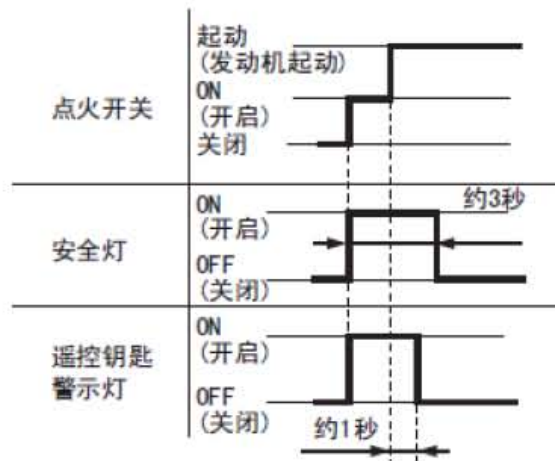 起动
(发动机起动)
点火开关
ON
(开启)
关闭
安全灯
ON
(开启)
约3秒
OFF
(关闭)
遥控钥匙
警示灯
ON
(开启)
OFF
(关闭)
约1秒